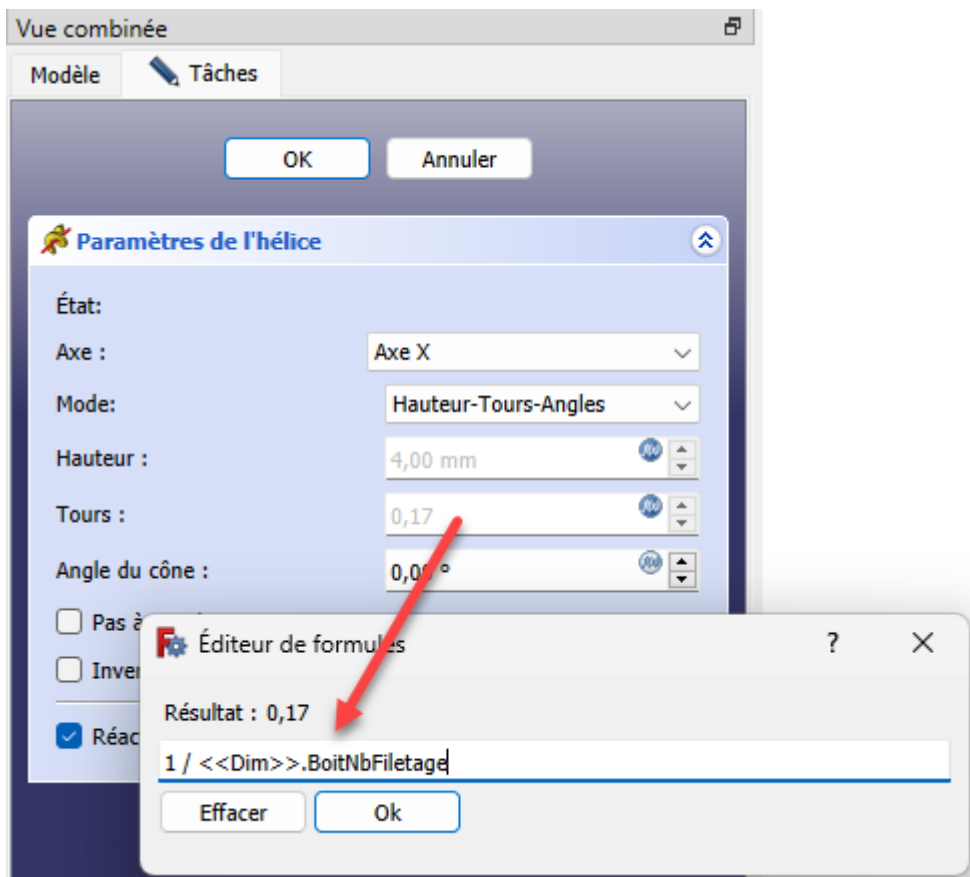 Vue combinée
Modèle Tâches
OK Annuler
Paramètres de l'hélice
État:
Axe : Axe X
Mode: Hauteur-Tours-Angles
Hauteur : 4,00 mm
Tours : 0,17
Angle du cône : 0,00 °
Pas à
Éditeur de formules ?
Inver
Résultat : 0,17
Réac
1 / <<Dim>>.BoitNbFiletage
Effacer Ok